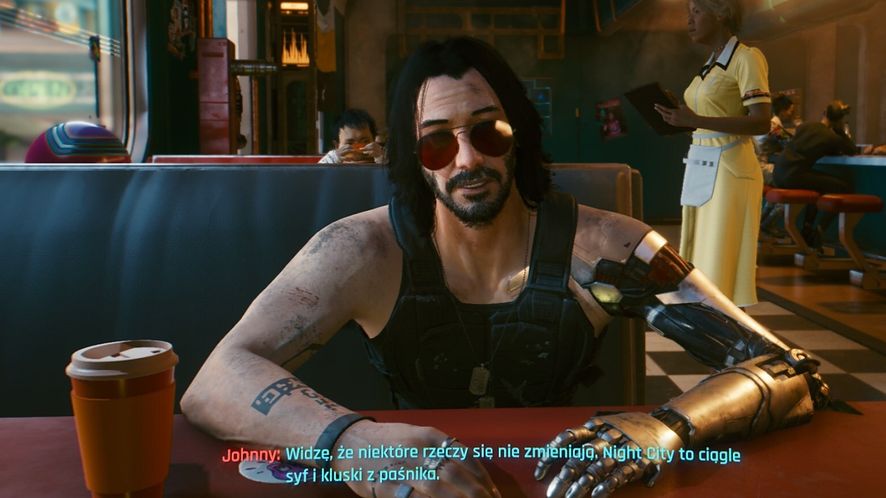 Johnny: Widzę, że niektóre rzeczy się nie zmieniają. Night City to ciągle
syf i kluski z paśnika.